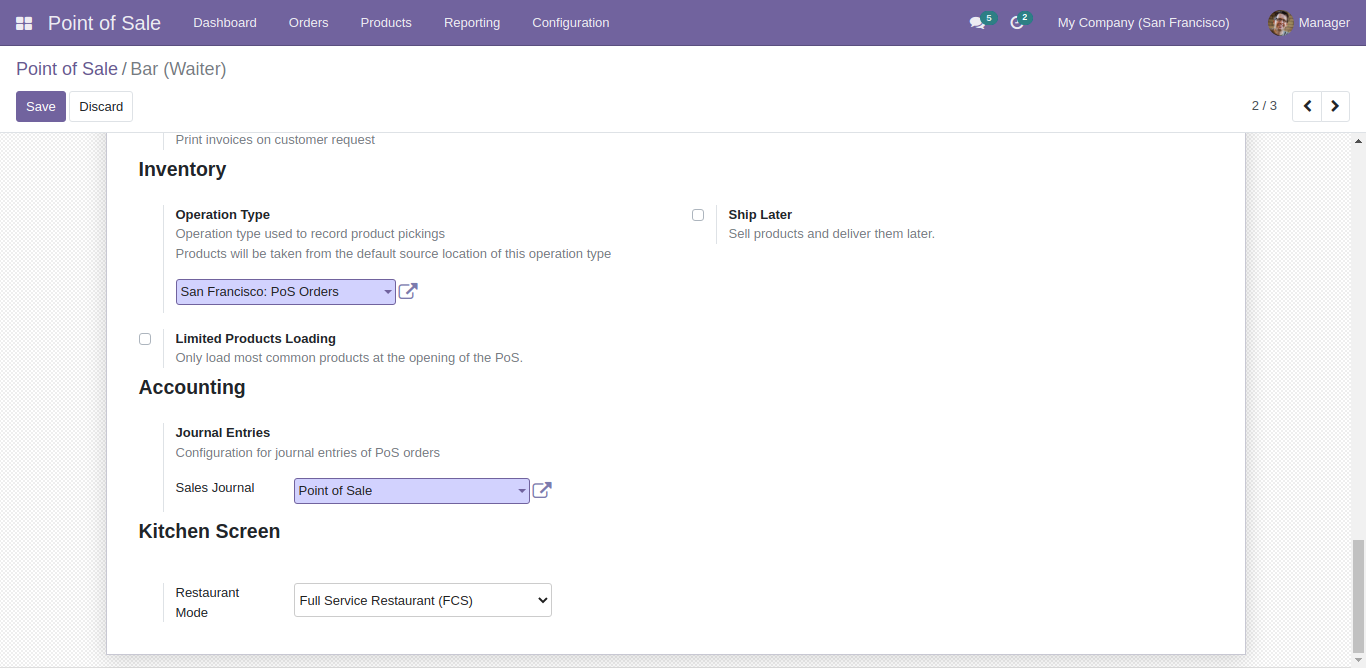 Point of Sale Dashboard Orders Products Reporting Configuration 5 2 My Company (San Francisco) Manager
Point of Sale / Bar (Waiter)
Save Discard 2 / 3
Print invoices on customer request
Inventory
Operation Type
Operation type used to record product pickings
Products will be taken from the default source location of this operation type
San Francisco: PoS Orders
Ship Later
Sell products and deliver them later.
Limited Products Loading
Only load most common products at the opening of the PoS.
Accounting
Journal Entries
Configuration for journal entries of PoS orders
Sales Journal Point of Sale
Kitchen Screen
Restaurant
Mode
Full Service Restaurant (FCS)